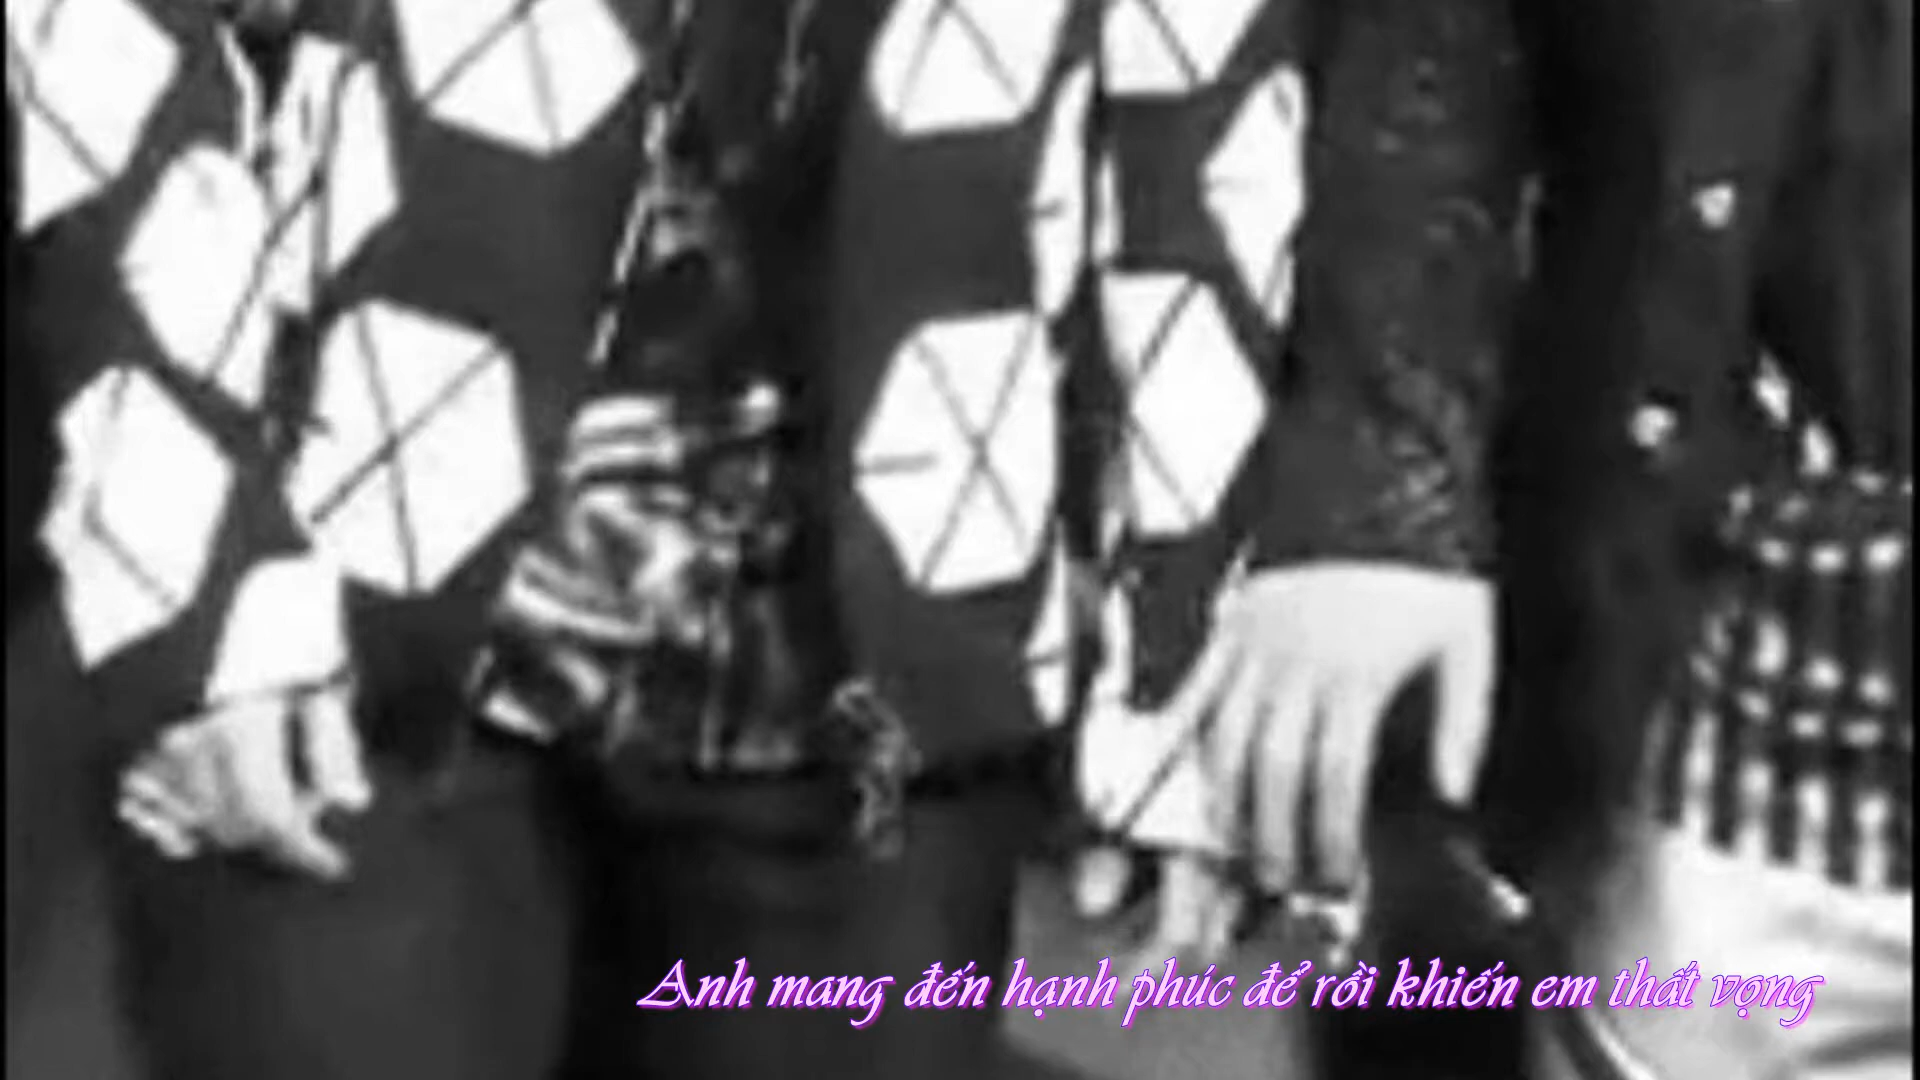 Anh mang đến hạnh phúc để rồi khiến em thất vọng